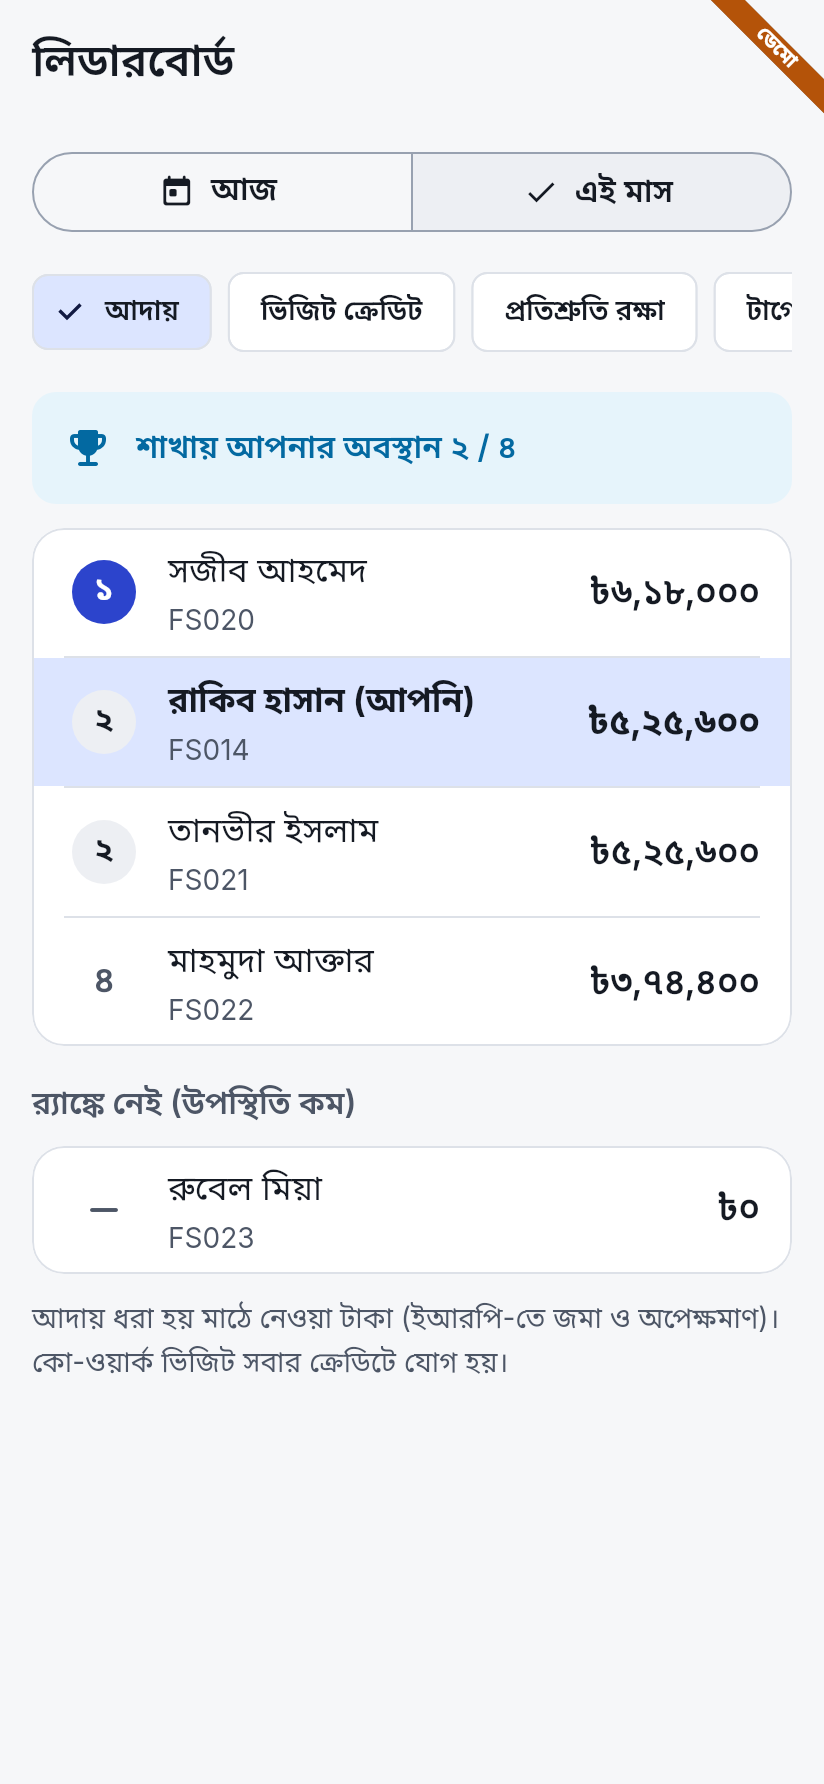 লিডারবোর্ড
ডেমো
আজ
এই মাস
আদায়
ভিজিট ক্রেডিট
প্রতিশ্রুতি রক্ষা
শাখায় আপনার অবস্থান ২ / ৪
১
সজীব আহমেদ
৳৬,১৮,০০০
FS020
২
রাকিব হাসান (আপনি)
৳৫,২৫,৬০০
FS014
২
তানভীর ইসলাম
৳৫,২৫,৬০০
FS021
৪
মাহমুদা আক্তার
৳৩,৭৪,৪০০
FS022
র‍্যাঙ্কে নেই (উপস্থিতি কম)
—
রুবেল মিয়া
৳০
FS023
আদায় ধরা হয় মাঠে নেওয়া টাকা (ইআরপি-তে জমা ও অপেক্ষমাণ)।
কো-ওয়ার্ক ভিজিট সবার ক্রেডিটে যোগ হয়।